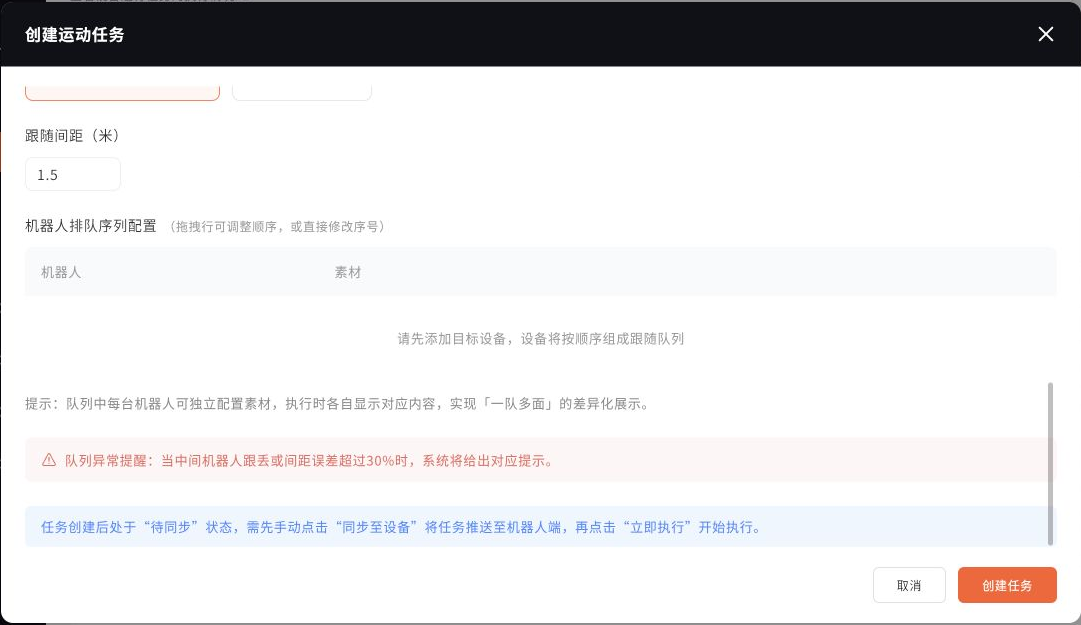 创建运动任务
跟随间距（米）
1.5
机器人排队序列配置 （拖拽行可调整顺序，或直接修改序号）
机器人 素材
请先添加目标设备，设备将按顺序组成跟随队列
提示：队列中每台机器人可独立配置素材，执行时各自显示对应内容，实现「一队多面」的差异化展示。
队列异常提醒：当中间机器人跟丢或间距误差超过30%时，系统将给出对应提示。
任务创建后处于“待同步”状态，需先手动点击“同步至设备”将任务推送至机器人端，再点击“立即执行”开始执行。
取消 创建任务